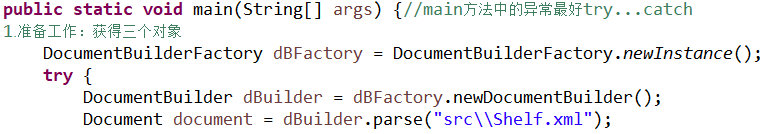 public static void main(String[] args) {//main方法中的异常最好try...catch
1.准备工作：获得三个对象
DocumentBuilderFactory dBFactory = DocumentBuilderFactory.newInstance();
try {
DocumentBuilder dBuilder = dBFactory.newDocumentBuilder();
Document document = dBuilder.parse("src\\Shelf.xml");